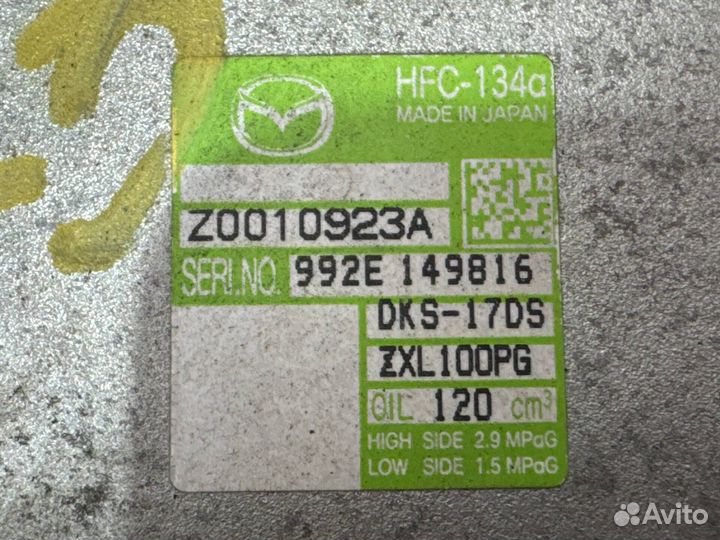 HFC-134a
MADE IN JAPAN
Z0010923A
SERI.NO. 992E 149816
DKS-17DS
ZXL100PG
OIL 120 cm³
HIGH SIDE 2.9 MPaG
LOW SIDE 1.5 MPaG
Avito